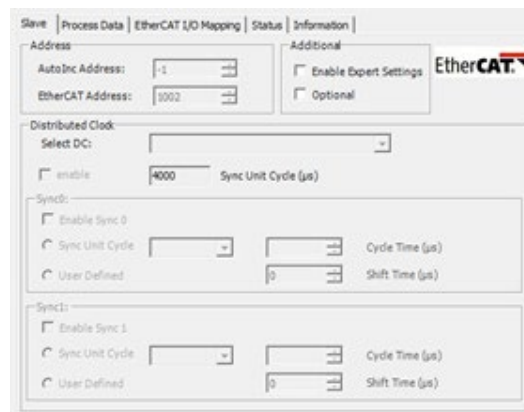 Slave Process Data EtherCAT I/O Mapping Status Information
Address
AutoInc Address: -1
EtherCAT Address: 1002
Additional
Enable Expert Settings
Optional
EtherCAT.
Distributed Clock
Select DC:
enable 4000 Sync Unit Cycle (µs)
Sync0:
Enable Sync 0
Sync Unit Cycle Cycle Time (µs)
User Defined 0 Shift Time (µs)
Sync1:
Enable Sync 1
Sync Unit Cycle Cycle Time (µs)
User Defined 0 Shift Time (µs)